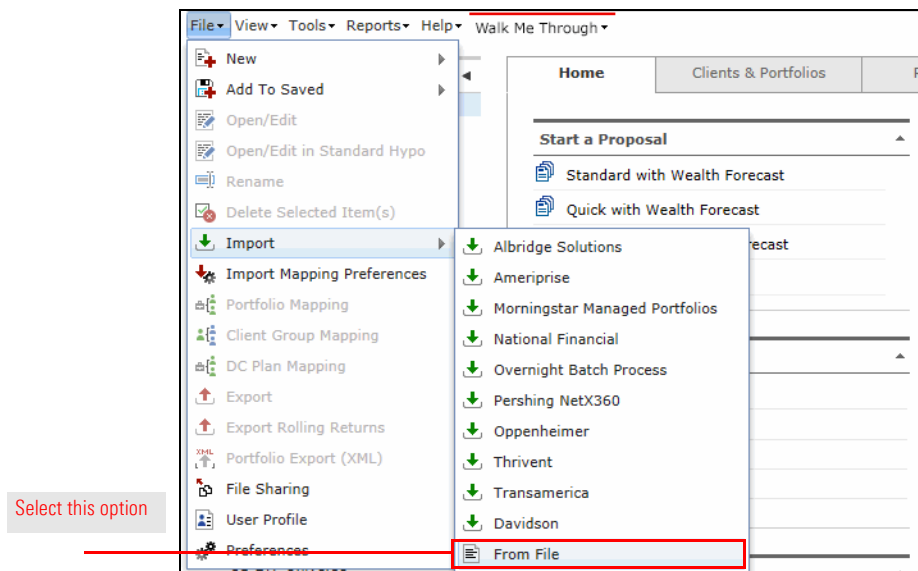 File View Tools Reports Help Walk Me Through
New
Add To Saved
Open/Edit
Open/Edit in Standard Hypo
Rename
Delete Selected Item(s)
Import
Import Mapping Preferences
Portfolio Mapping
Client Group Mapping
DC Plan Mapping
Export
Export Rolling Returns
XML
Portfolio Export (XML)
File Sharing
User Profile
Preferences
Home Clients & Portfolios
Start a Proposal
Standard with Wealth Forecast
Quick with Wealth Forecast
recast
Albridge Solutions
Ameriprise
Morningstar Managed Portfolios
National Financial
Overnight Batch Process
Pershing NetX360
Oppenheimer
Thrivent
Transamerica
Davidson
From File
Select this option